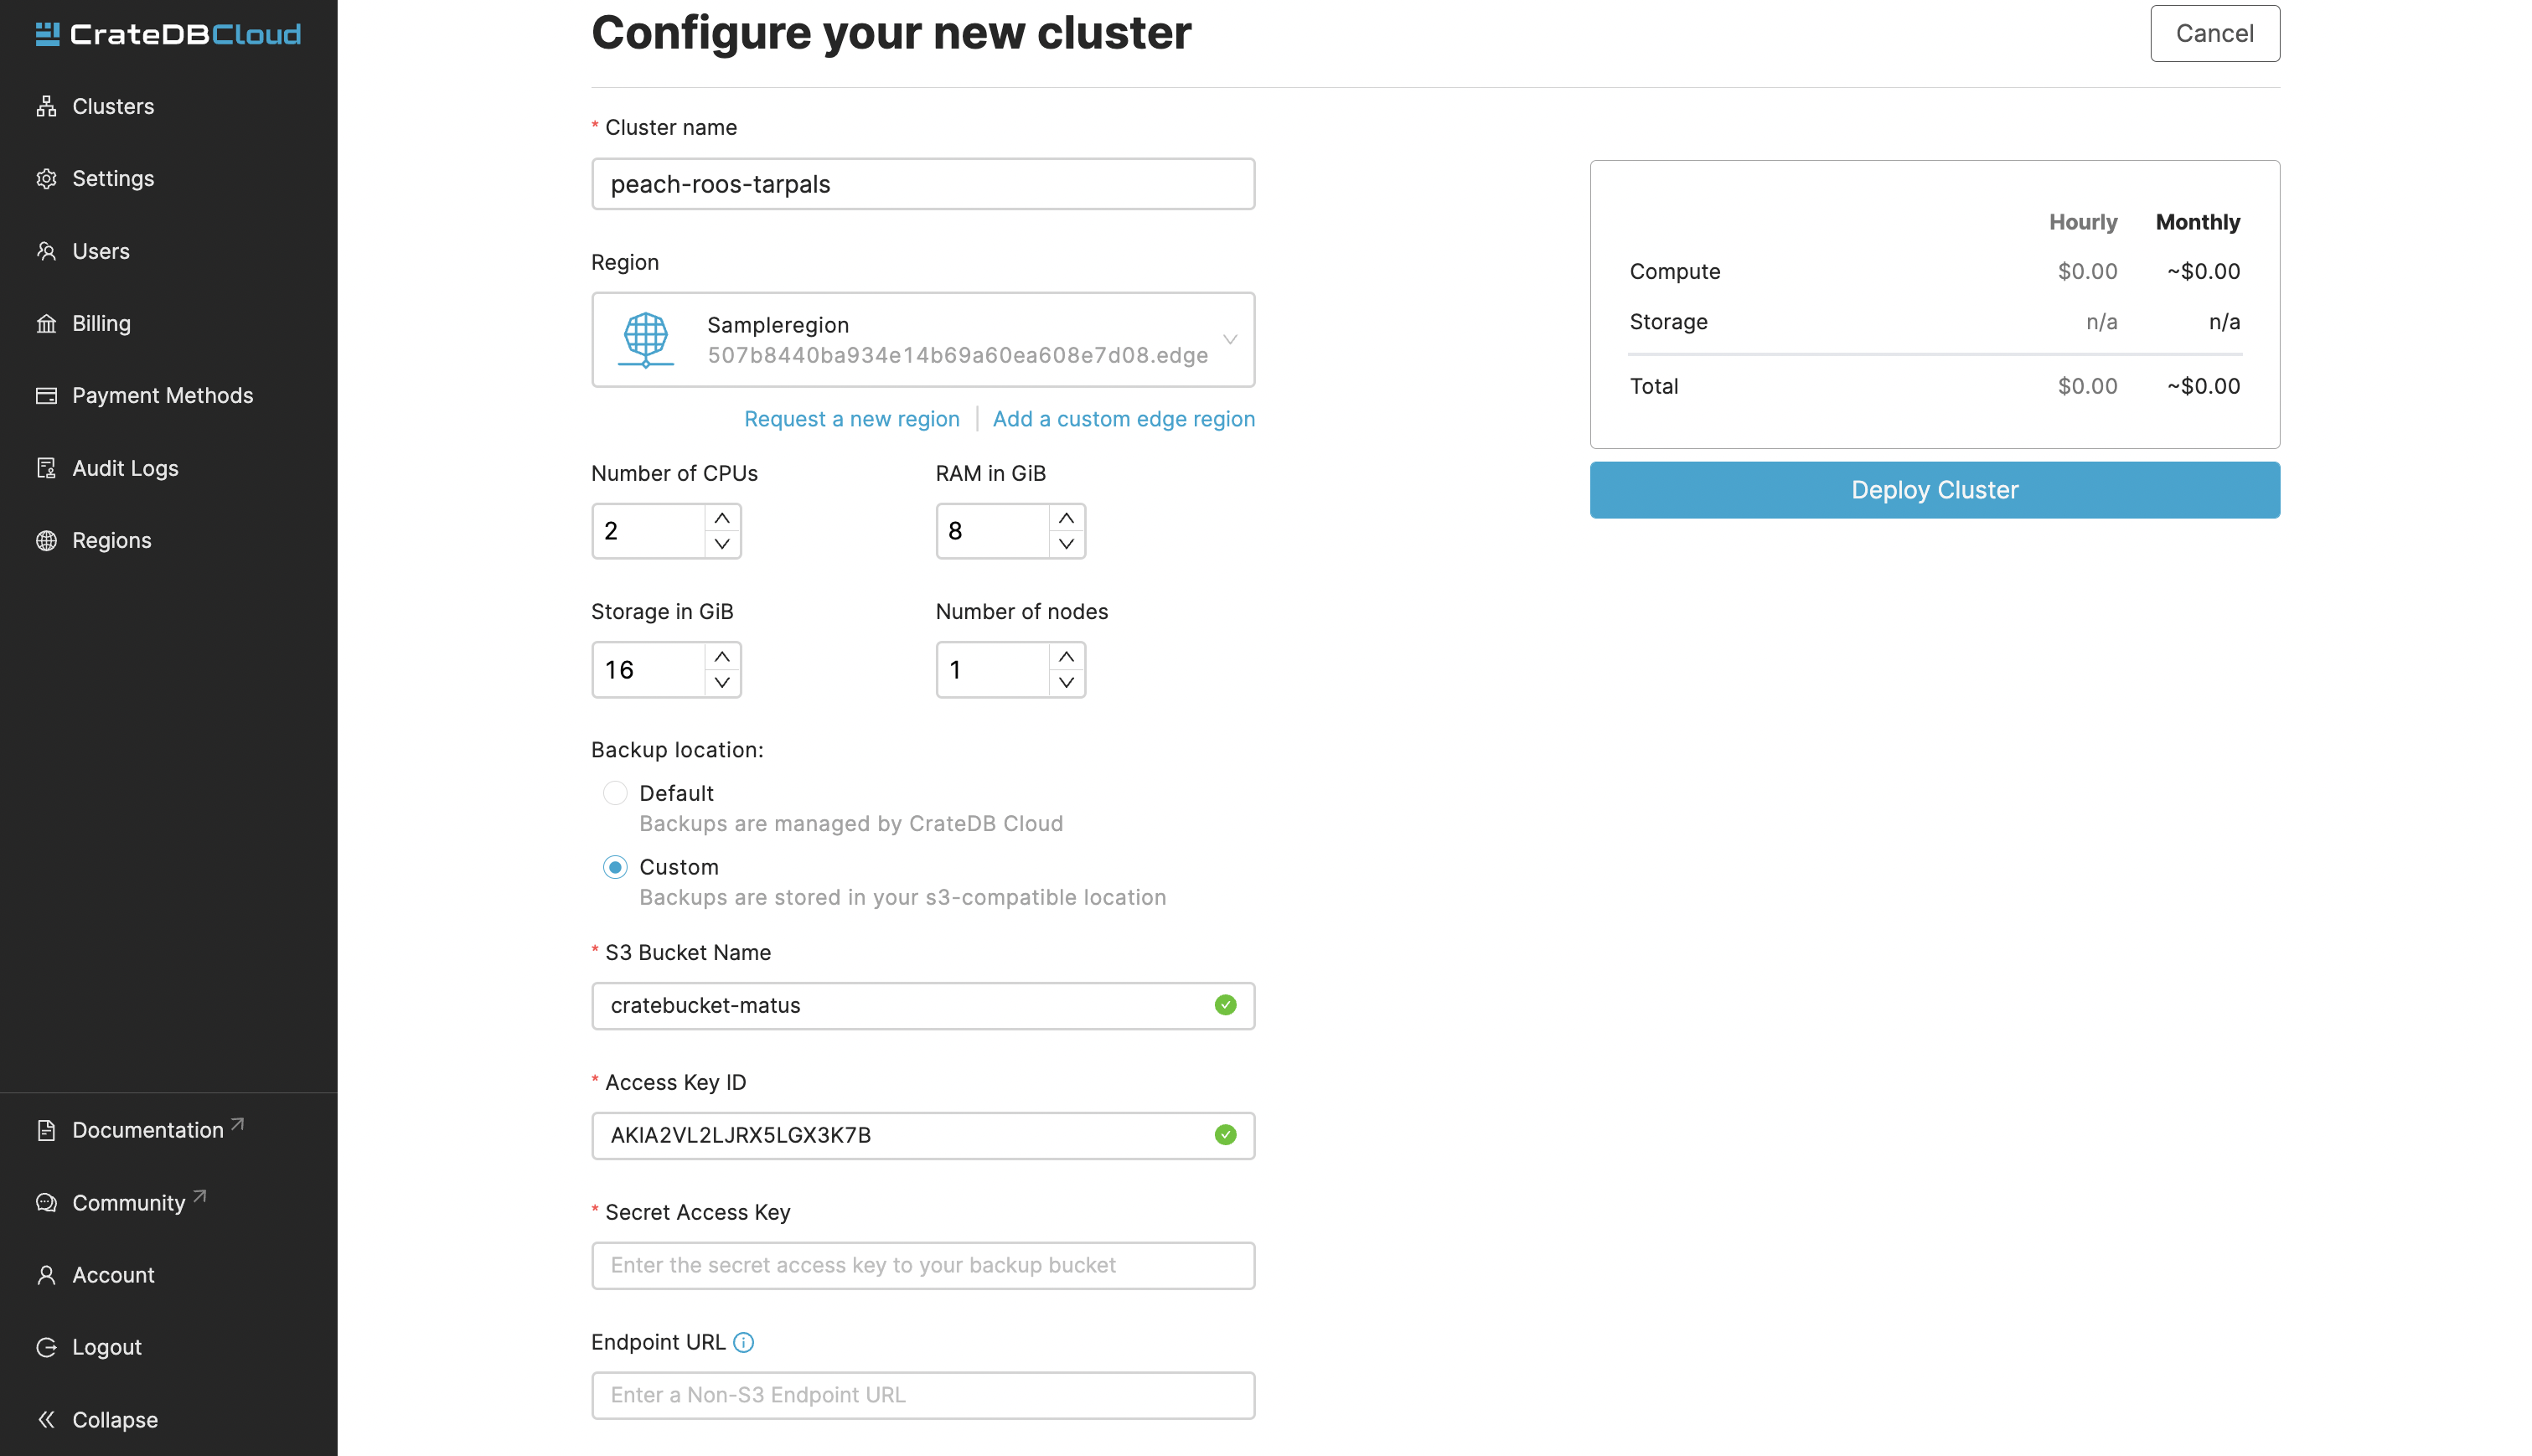 CrateDBCloud
Clusters
Settings
Users
Billing
Payment Methods
Audit Logs
Regions
Documentation
Community
Account
Logout
Collapse
Configure your new cluster
Cancel
* Cluster name
peach-roos-tarpals
Region
Sampleregion
507b8440ba934e14b69a60ea608e7d08.edge
Request a new region | Add a custom edge region
Number of CPUs RAM in GiB
2 8
Storage in GiB Number of nodes
16 1
Backup location:
Default
Backups are managed by CrateDB Cloud
Custom
Backups are stored in your s3-compatible location
* S3 Bucket Name
cratebucket-matus
* Access Key ID
AKIA2VL2LJRX5LGX3K7B
* Secret Access Key
Enter the secret access key to your backup bucket
Endpoint URL
Enter a Non-S3 Endpoint URL
Hourly Monthly
Compute $0.00 ~$0.00
Storage n/a n/a
Total $0.00 ~$0.00
Deploy Cluster